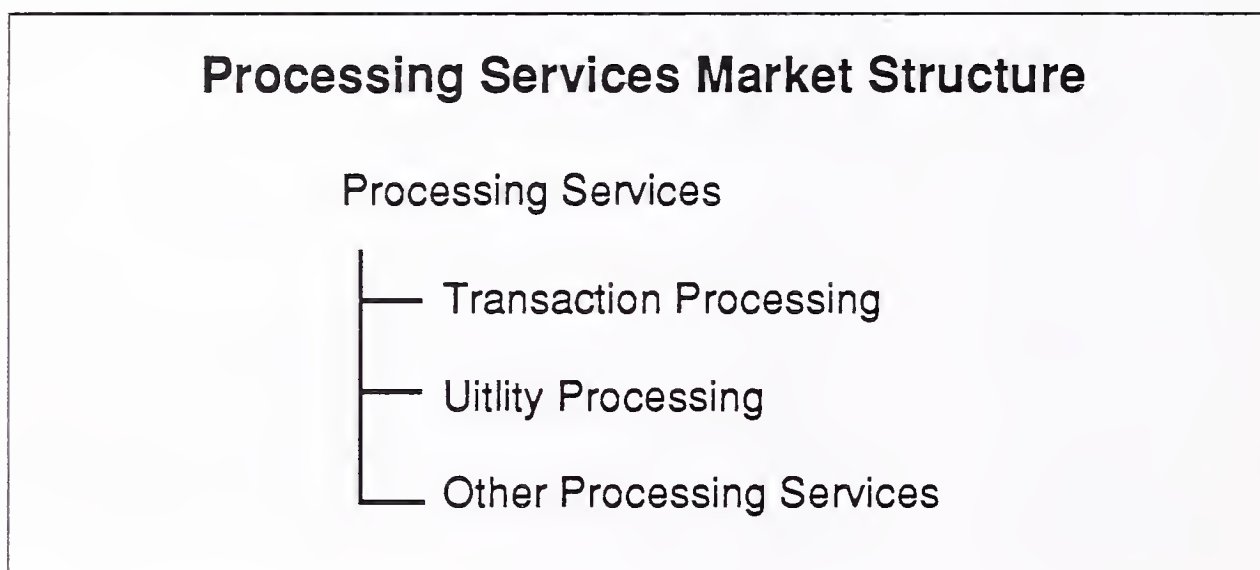 Processing Services Market Structure
Processing Services
Transaction Processing
Uitlity Processing
Other Processing Services